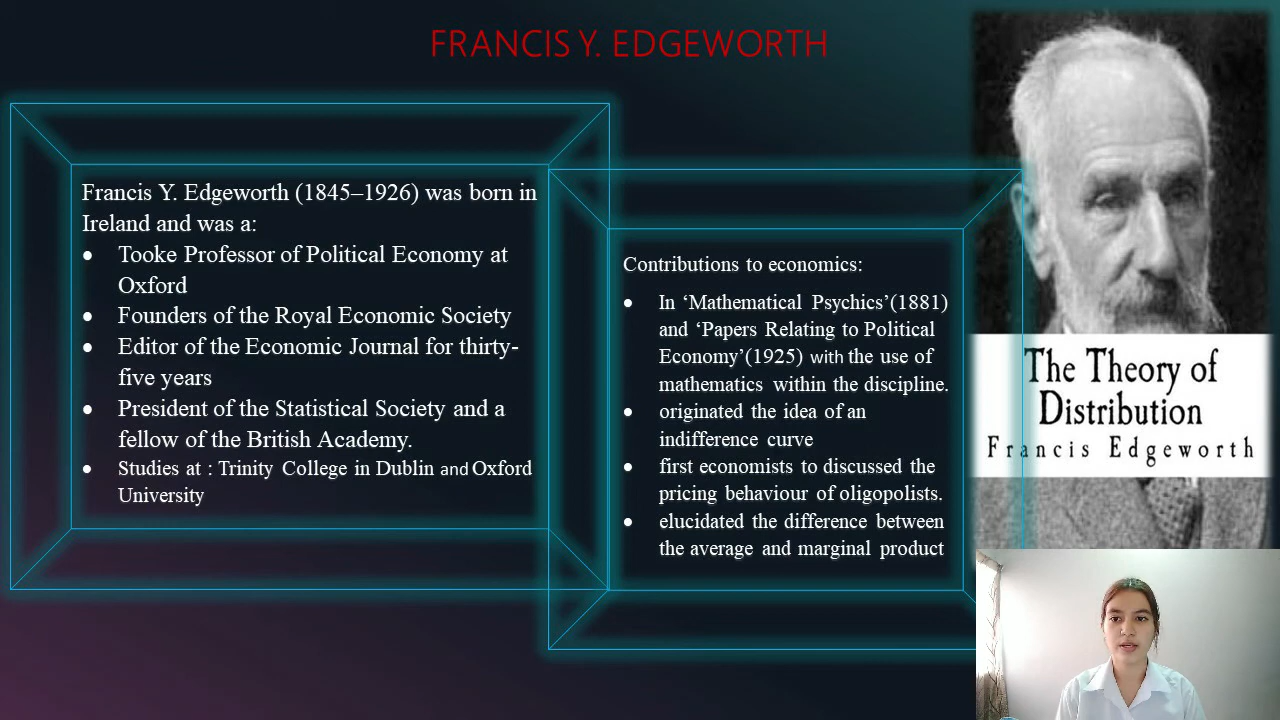 FRANCIS Y. EDGEWORTH
Francis Y. Edgeworth (1845–1926) was born in
Ireland and was a:
• Tooke Professor of Political Economy at
Oxford
• Founders of the Royal Economic Society
• Editor of the Economic Journal for thirty-
five years
• President of the Statistical Society and a
fellow of the British Academy.
• Studies at : Trinity College in Dublin and Oxford
University
Contributions to economics:
• In ‘Mathematical Psychics’(1881)
and ‘Papers Relating to Political
Economy’(1925) with the use of
mathematics within the discipline.
• originated the idea of an
indifference curve
• first economists to discussed the
pricing behaviour of oligopolists.
• elucidated the difference between
the average and marginal product
The Theory of
Distribution
Francis Edgeworth